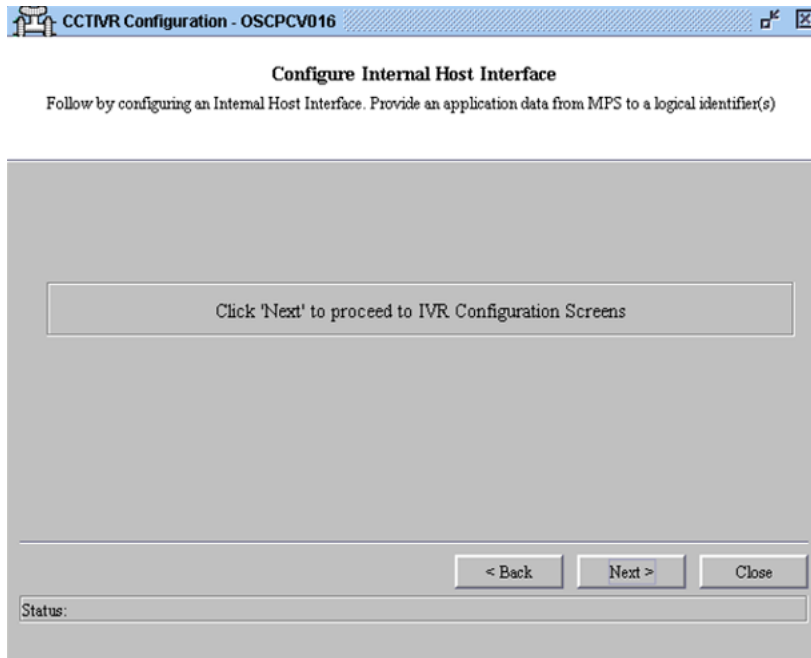 CCTIVR Configuration - OSCPCV016
Configure Internal Host Interface
Follow by configuring an Internal Host Interface. Provide an application data from MPS to a logical identifier(s)
Click 'Next' to proceed to IVR Configuration Screens
< Back Next > Close
Status: